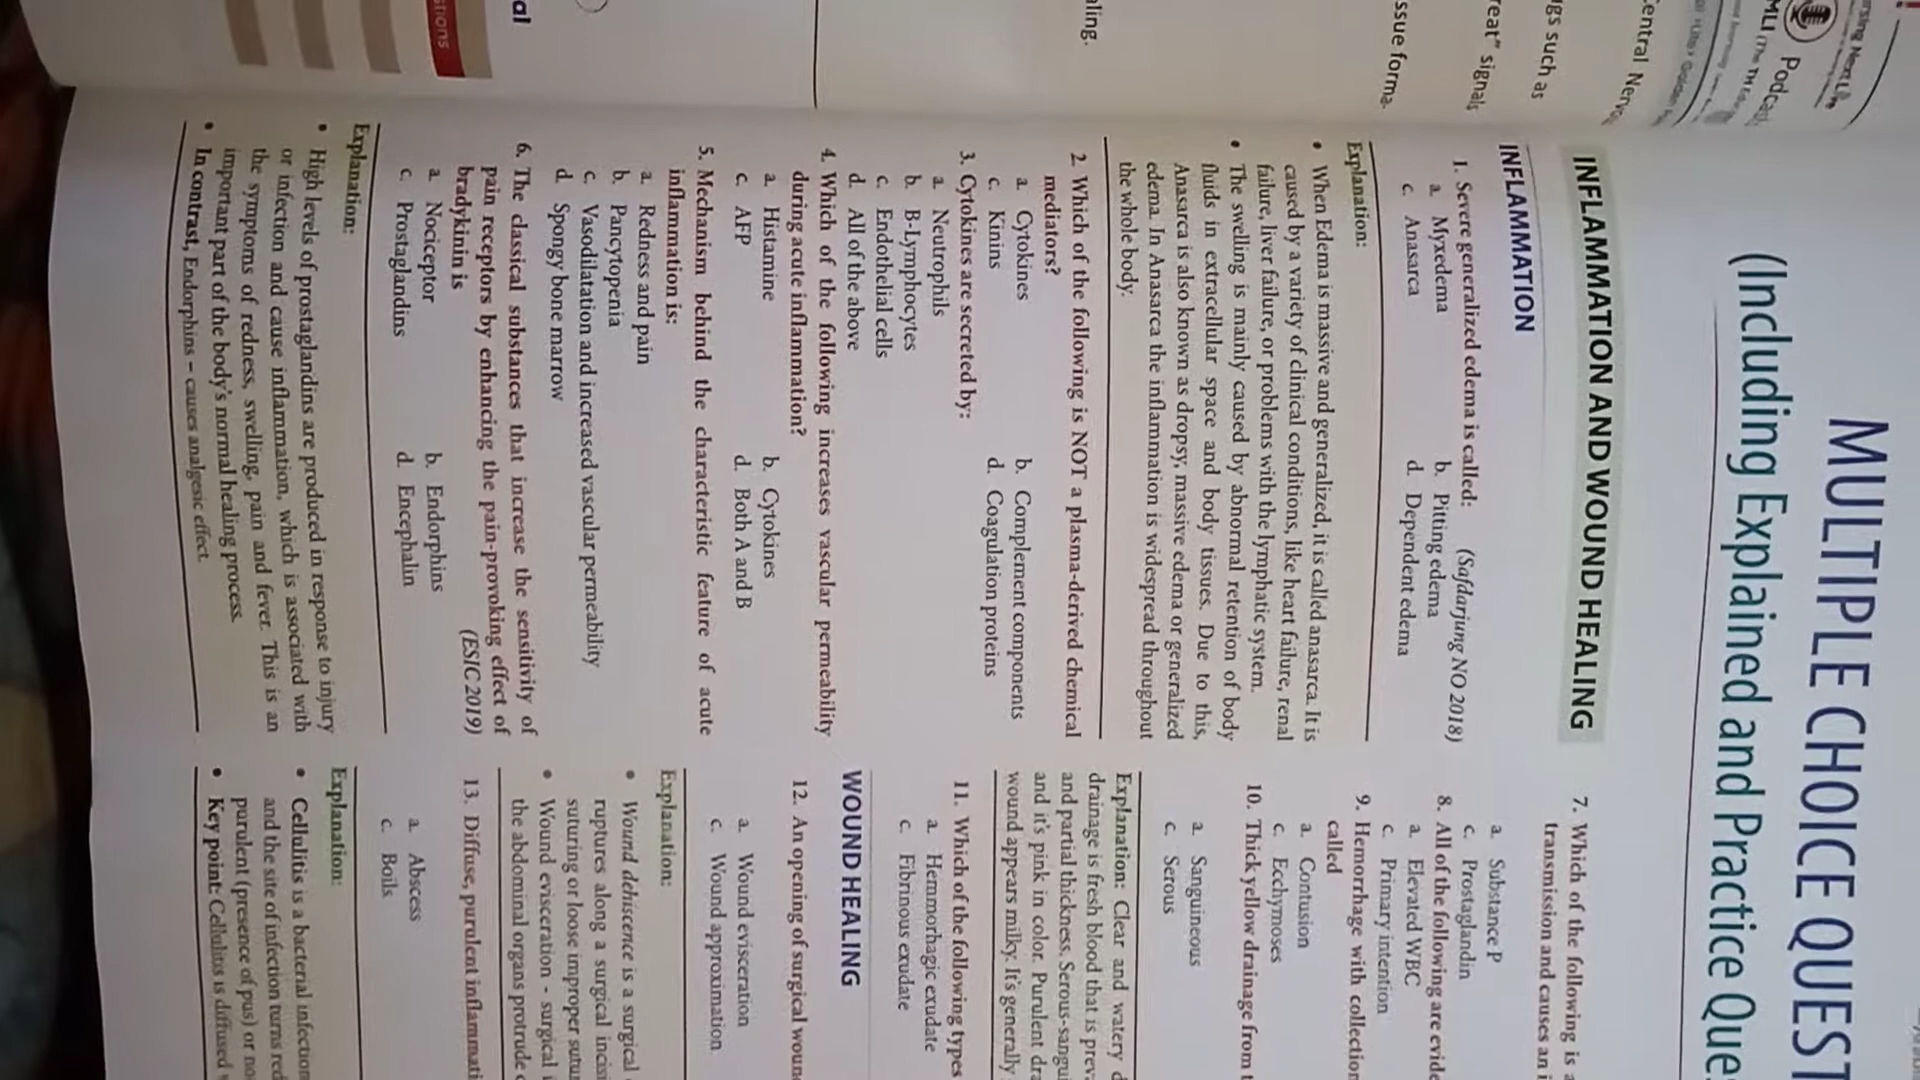 entral Nervo
gs such as
reat" signals
ssue forma-
aling.
al
Podcast
MULTIPLE CHOICE QUEST
(Including Explained and Practice Que
INFLAMMATION AND WOUND HEALING
INFLAMMATION
1. Severe generalized edema is called: (Safdarjung NO 2018)
a. Myxedema b. Pitting edema
c. Anasarca d. Dependent edema
Explanation:
• When Edema is massive and generalized, it is called anasarca. It is
caused by a variety of clinical conditions, like heart failure, renal
failure, liver failure, or problems with the lymphatic system.
• The swelling is mainly caused by abnormal retention of body
fluids in extracellular space and body tissues. Due to this,
Anasarca is also known as dropsy, massive edema or generalized
edema. In Anasarca the inflammation is widespread throughout
the whole body.
2. Which of the following is NOT a plasma-derived chemical
mediators?
a. Cytokines b. Complement components
c. Kinins d. Coagulation proteins
3. Cytokines are secreted by:
a. Neutrophils
b. B-Lymphocytes
c. Endothelial cells
d. All of the above
4. Which of the following increases vascular permeability
during acute inflammation?
a. Histamine b. Cytokines
c. AFP d. Both A and B
5. Mechanism behind the characteristic feature of acute
inflammation is:
a. Redness and pain
b. Pancytopenia
c. Vasodilatation and increased vascular permeability
d. Spongy bone marrow
6. The classical substances that increase the sensitivity of
pain receptors by enhancing the pain-provoking effect of
bradykinin is (ESIC 2019)
a. Nociceptor b. Endorphins
c. Prostaglandins d. Encephalin
Explanation:
• High levels of prostaglandins are produced in response to injury
or infection and cause inflammation, which is associated with
the symptoms of redness, swelling, pain and fever. This is an
important part of the body's normal healing process.
• In contrast, Endorphins – causes analgesic effect.
7. Which of the following is a
transmission and causes an i
a. Substance P
c. Prostaglandin
8. All of the following are evide
a. Elevated WBC
c. Primary intention
9. Hemorrhage with collection
called
a. Contusion
c. Ecchymoses
10. Thick yellow drainage from t
a. Sanguineous
c. Serous
Explanation: Clear and watery d
drainage is fresh blood that is preva
and partial thickness. Serous-sangui
and it's pink in color. Purulent dra
wound appears milky. It's generally
11. Which of the following types
a. Hemmorhagic exudate
c. Fibrinous exudate
WOUND HEALING
12. An opening of surgical woun
a. Wound evisceration
c. Wound approximation
Explanation:
• Wound dehiscence is a surgical
ruptures along a surgical incisi
suturing or loose improper sutur
• Wound evisceration - surgical i
the abdominal organs protrude o
13. Diffuse, purulent inflammati
a. Abscess
c. Boils
Explanation:
• Cellulitis is a bacterial infection
and the site of infection turns red
purulent (presence of pus) or no
• Key point: Cellulitis is diffused